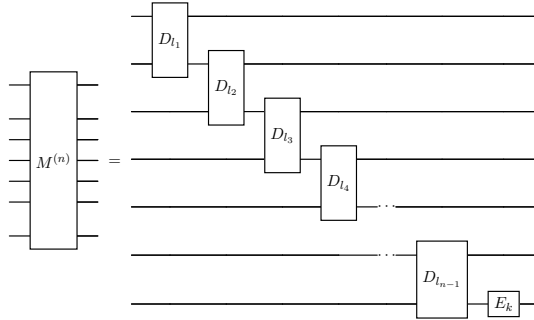 D_{l_1}
D_{l_2}
D_{l_3}
M^{(n)} =
D_{l_4}
...
...
D_{l_{n-1}}
E_k